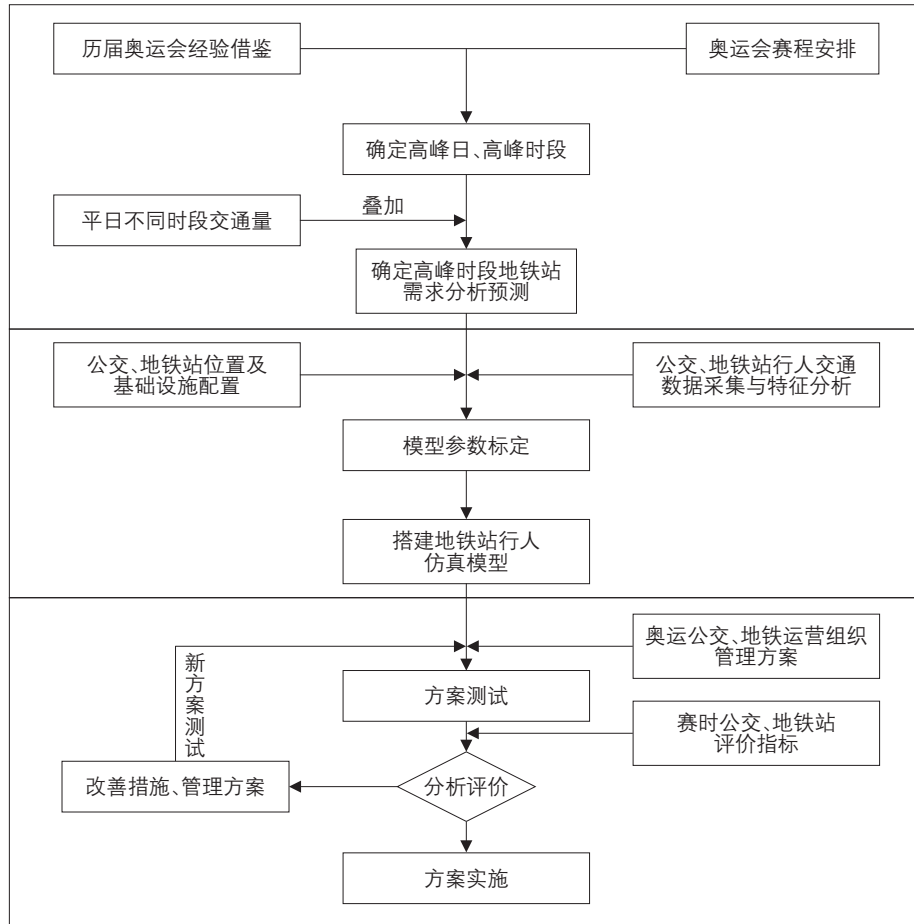 历届奥运会经验借鉴
奥运会赛程安排
确定高峰日、高峰时段
平日不同时段交通量
叠加
确定高峰时段地铁站
需求分析预测
公交、地铁站位置及
基础设施配置
公交、地铁站行人交通
数据采集与特征分析
模型参数标定
搭建地铁站行人
仿真模型
奥运公交、地铁运营组织
管理方案
新方案测试
方案测试
赛时公交、地铁站
评价指标
改善措施、管理方案
分析评价
方案实施